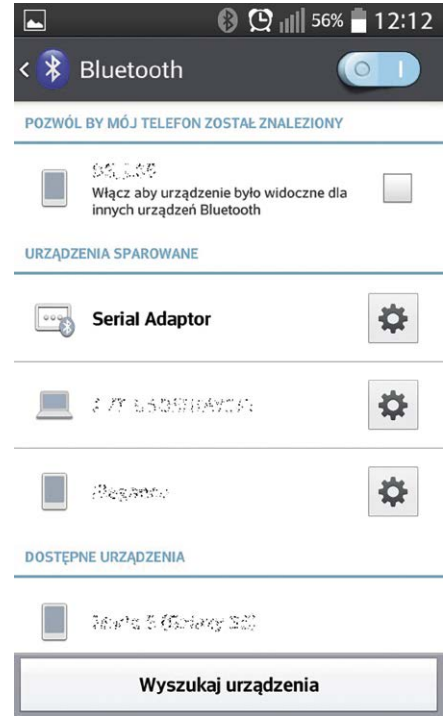 56% 12:12
Bluetooth
POZWÓL BY MÓJ TELEFON ZOSTAŁ ZNALEZIONY
Włącz aby urządzenie było widoczne dla
innych urządzeń Bluetooth
URZĄDZENIA SPAROWANE
Serial Adaptor
DOSTĘPNE URZĄDZENIA
Wyszukaj urządzenia